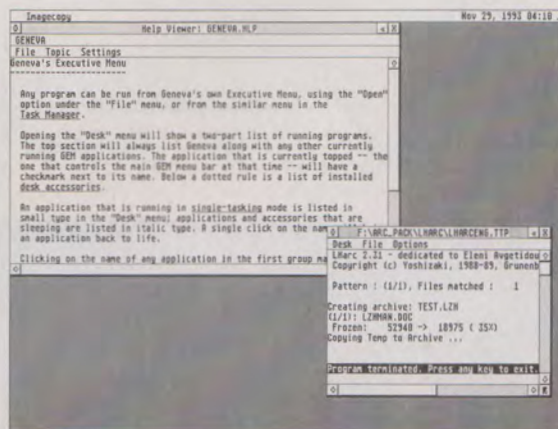 Imagecopy
Nov 29, 1993 04:10
Help Viewer: GENEVA.HLP
GENEVA
File Topic Settings
Geneva's Executive Menu
Any program can be run from Geneva's own Executive Menu, using the "Open"
option under the "File" menu, or from the similar menu in the
Task Manager.
Opening the "Desk" menu will show a two-part list of running programs.
The top section will always list Geneva along with any other currently
running GEM applications. The application that is currently topped -- the
one that controls the main GEM menu bar at that time -- will have a
checkmark next to its name. Below a dotted rule is a list of installed
desk accessories.
An application that is running in single-tasking mode is listed in
small type in the "Desk" menu; applications and accessories that are
sleeping are listed in italic type. A single click on the name
an application back to life.
Clicking on the name of any application in the first group
F:\ARC_PACK\LHARC\LHARCENG.TTP
Desk File Options
LHarc 2.21 - dedicated to Eleni Avgetidou
Copyright (c) Yoshizaki, 1988-89, Grunenb
Pattern : (1/1), Files matched : 1
Creating archive: TEST.LZH
(1/1): LZHMAN.DOC
Frozen: 52940 -> 18975 ( 35%)
Copying Temp to Archive ...
Program terminated. Press any key to exit.